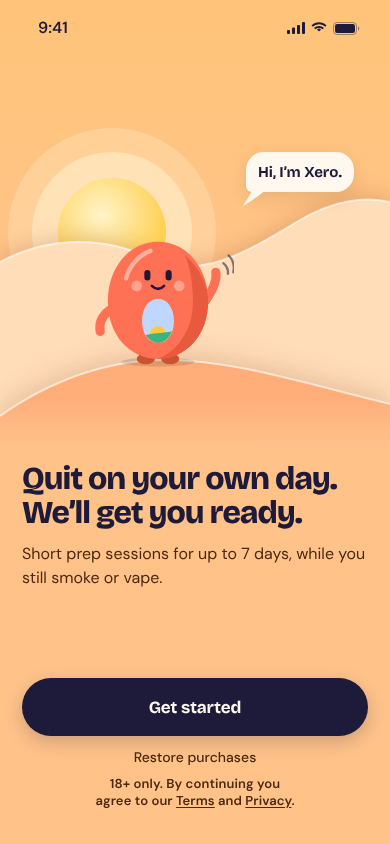 9:41
Hi, I'm Xero.
Quit on your own day.
We'll get you ready.
Short prep sessions for up to 7 days, while you
still smoke or vape.
Get started
Restore purchases
18+ only. By continuing you
agree to our Terms and Privacy.